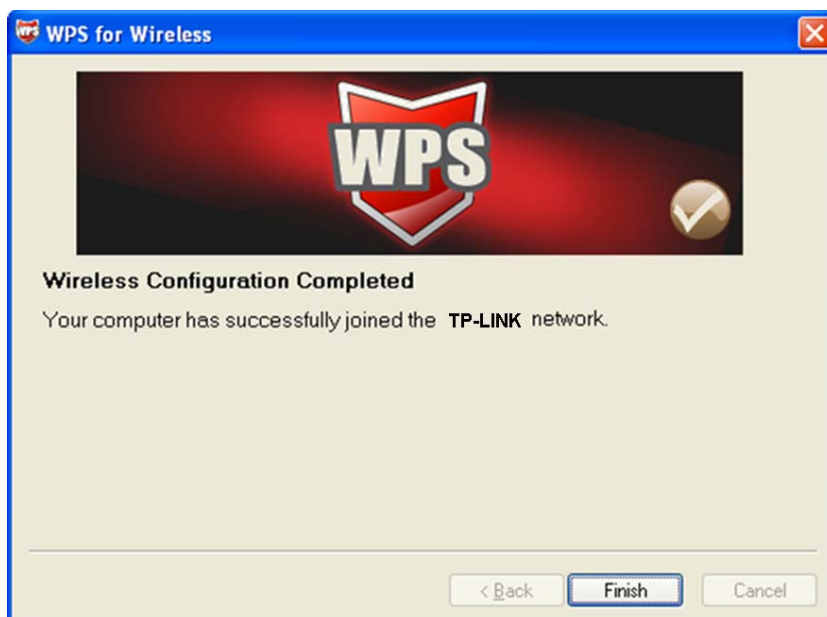 WPS for Wireless
WPS
Wireless Configuration Completed
Your computer has successfully joined the TP-LINK network.
< Back Finish Cancel